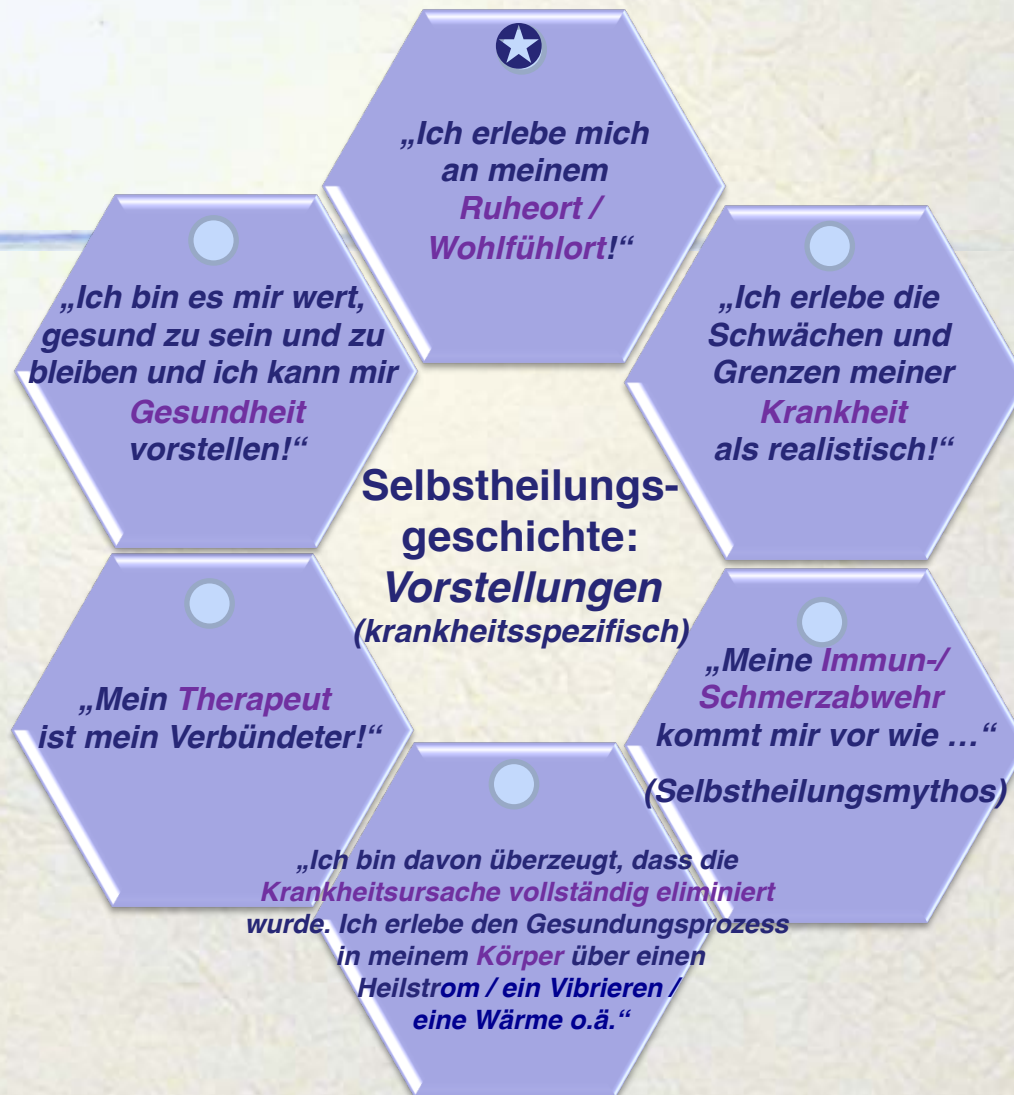 „Ich erlebe mich
an meinem
Ruheort /
Wohlfühlort!“
„Ich bin es mir wert,
gesund zu sein und zu
bleiben und ich kann mir
Gesundheit
vorstellen!“
„Ich erlebe die
Schwächen und
Grenzen meiner
Krankheit
als realistisch!“
Selbstheilungs-
geschichte:
Vorstellungen
(krankheitsspezifisch)
„Mein Therapeut
ist mein Verbündeter!“
„Meine Immun-/
Schmerzabwehr
kommt mir vor wie …“
(Selbstheilungsmythos)
„Ich bin davon überzeugt, dass die
Krankheitsursache vollständig eliminiert
wurde. Ich erlebe den Gesundungsprozess
in meinem Körper über einen
Heilstrom / ein Vibrieren /
eine Wärme o.ä.“